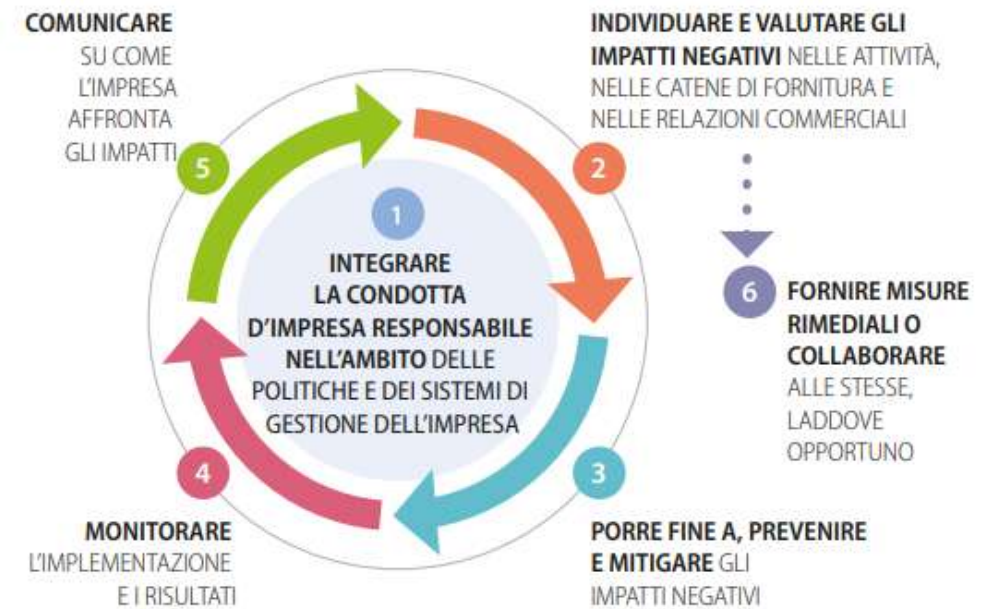 COMUNICARE
SU COME
L'IMPRESA
AFFRONTA
GLI IMPATTI
5
INDIVIDUARE E VALUTARE GLI
IMPATTI NEGATIVI NELLE ATTIVITÀ,
NELLE CATENE DI FORNITURA E
NELLE RELAZIONI COMMERCIALI
2
1
INTEGRARE
LA CONDOTTA
D'IMPRESA RESPONSABILE
NELL'AMBITO DELLE
POLITICHE E DEI SISTEMI DI
GESTIONE DELL'IMPRESA
6
FORNIRE MISURE
RIMEDIALI O
COLLABORARE
ALLE STESSE,
LADDOVE
OPPORTUNO
4
MONITORARE
L'IMPLEMENTAZIONE
E I RISULTATI
3
PORRE FINE A, PREVENIRE
E MITIGARE GLI
IMPATTI NEGATIVI